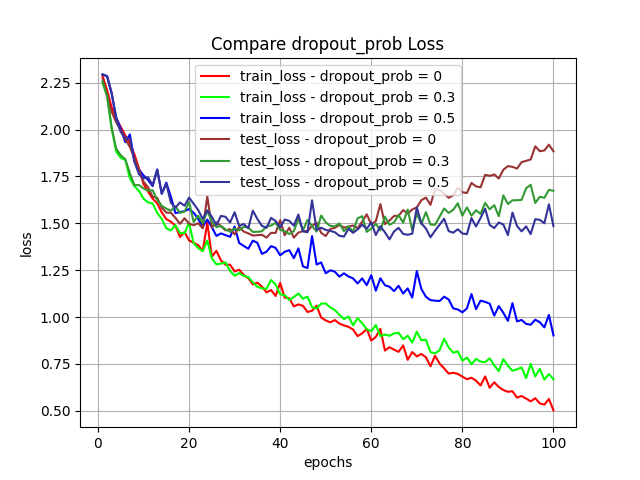 Compare dropout_prob Loss
train_loss - dropout_prob = 0
train_loss - dropout_prob = 0.3
train_loss - dropout_prob = 0.5
test_loss - dropout_prob = 0
test_loss - dropout_prob = 0.3
test_loss - dropout_prob = 0.5
2.25
2.00
1.75
1.50
1.25
1.00
0.75
0.50
loss
0 20 40 60 80 100
epochs